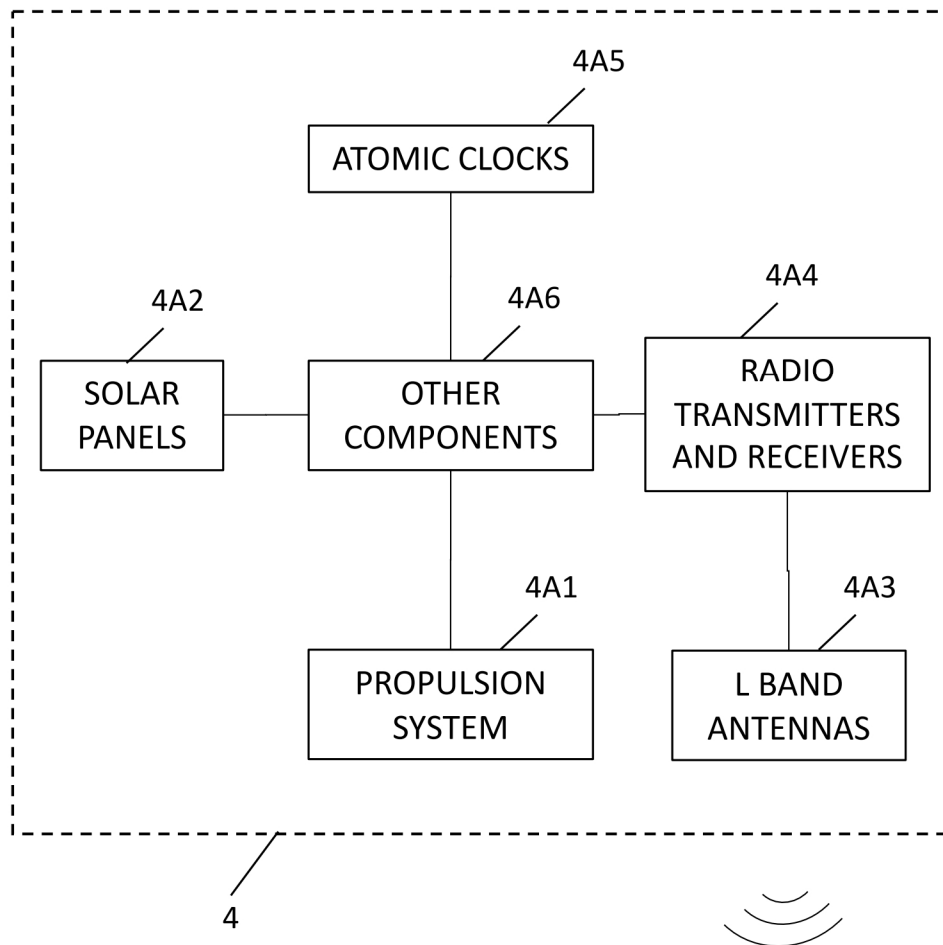 4A5
ATOMIC CLOCKS
4A2
SOLAR
PANELS
4A6
OTHER
COMPONENTS
4A4
RADIO
TRANSMITTERS
AND RECEIVERS
4A1
PROPULSION
SYSTEM
4A3
L BAND
ANTENNAS
4